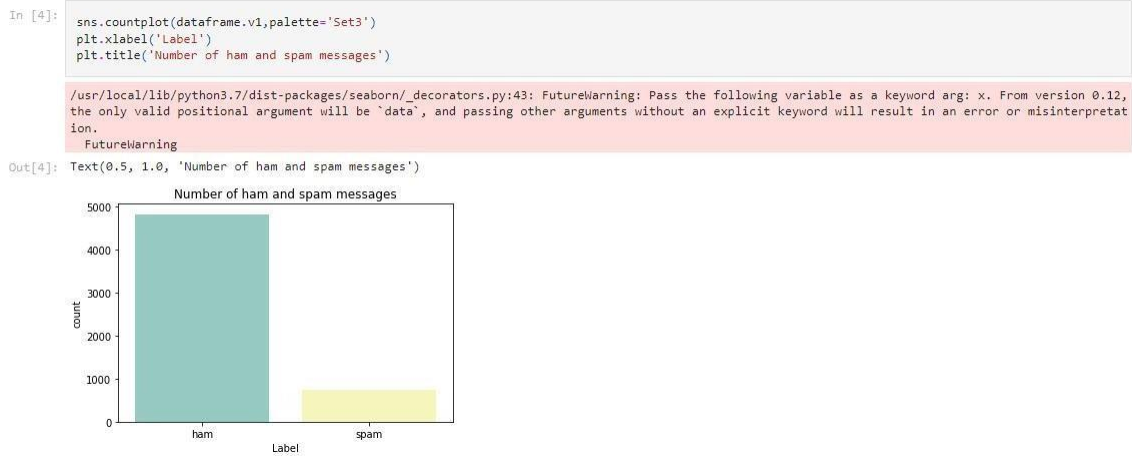 In [4]:
sns.countplot(dataframe.v1,palette='Set3')
plt.xlabel('Label')
plt.title('Number of ham and spam messages')
/usr/local/lib/python3.7/dist-packages/seaborn/_decorators.py:43: FutureWarning: Pass the following variable as a keyword arg: x. From version 0.12,
the only valid positional argument will be `data`, and passing other arguments without an explicit keyword will result in an error or misinterpretat
ion.
FutureWarning
Out[4]: Text(0.5, 1.0, 'Number of ham and spam messages')
Number of ham and spam messages
5000
4000
3000
2000
1000
0
count
ham spam
Label